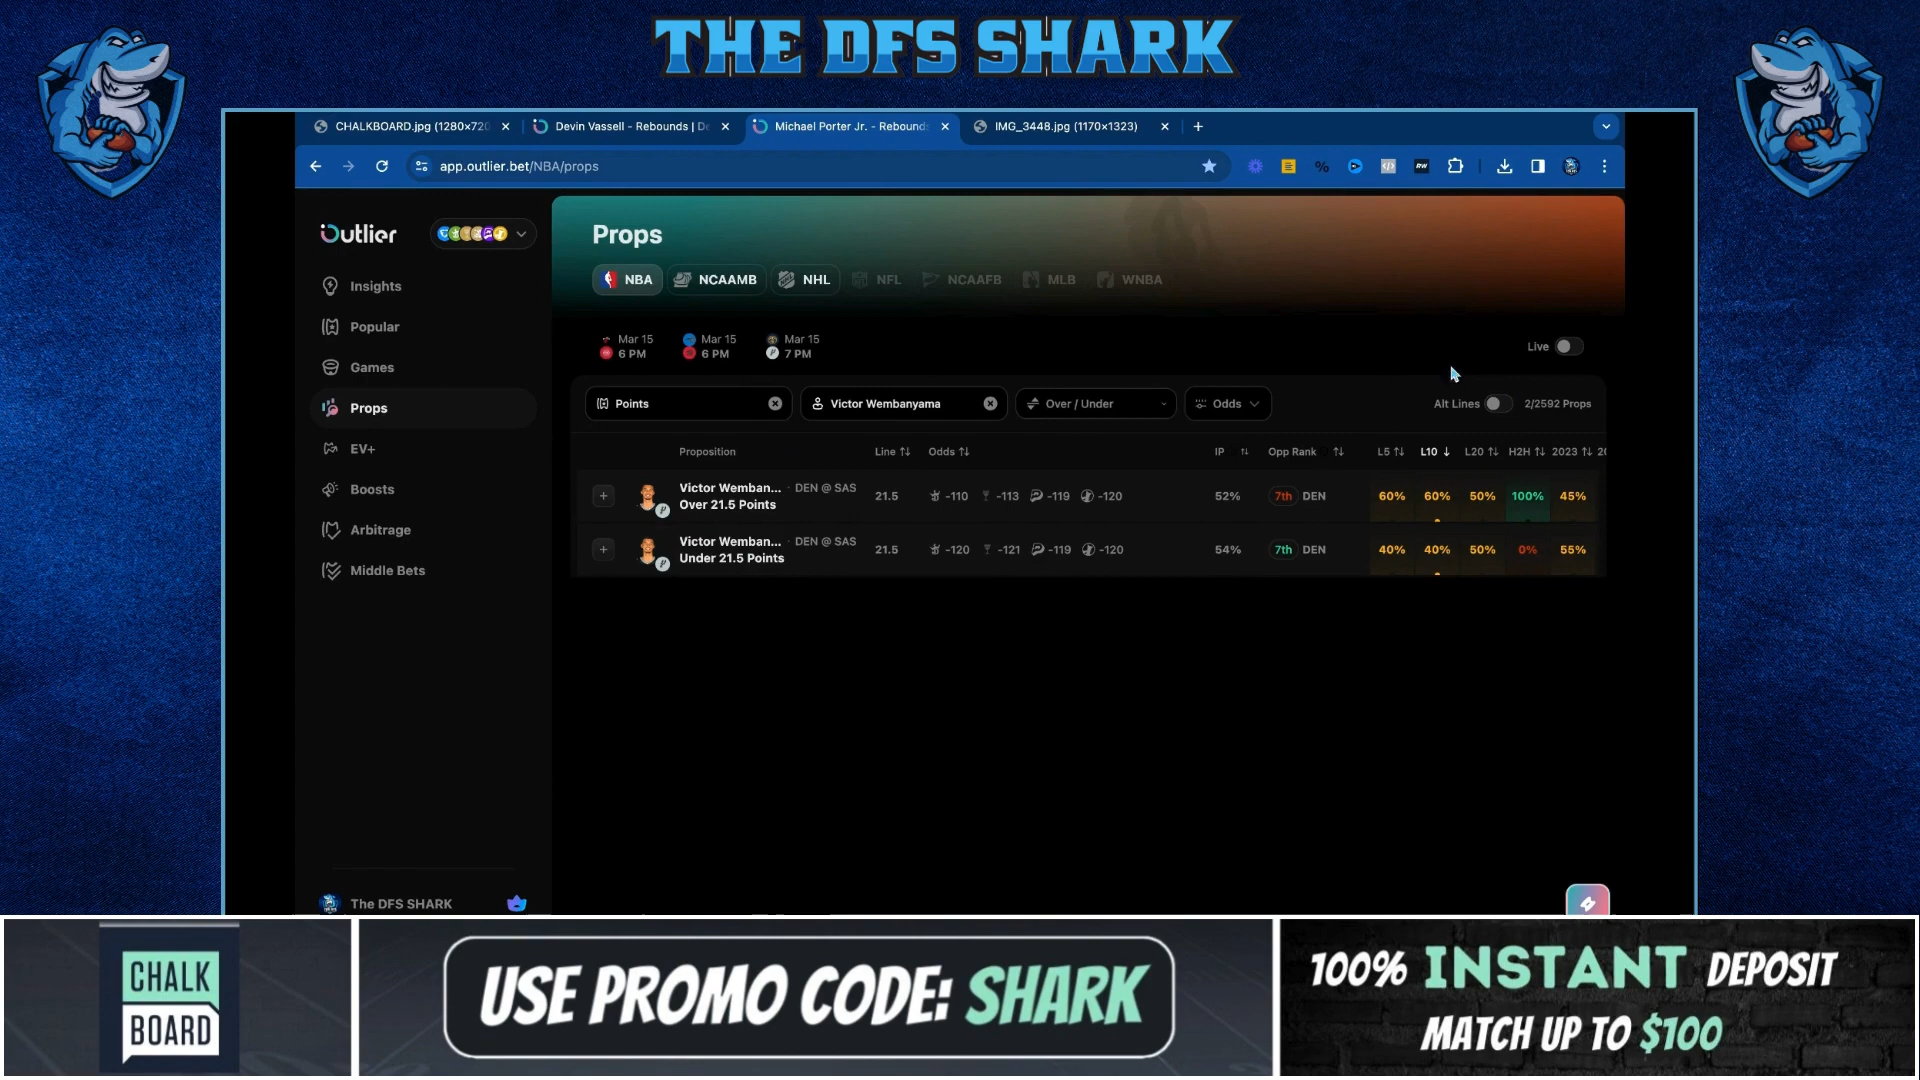 THE DFS SHARK
CHALKBOARD.jpg (1280×720
Devin Vassell - Rebounds | De
Michael Porter Jr. - Rebounds
IMG_3448.jpg (1170×1323)
app.outlier.bet/NBA/props
Outlier
Insights
Popular
Games
Props
EV+
Boosts
Arbitrage
Middle Bets
The DFS SHARK
Props
NBA NCAAMB NHL NFL NCAAFB MLB WNBA
Mar 15 Mar 15 Mar 15
6 PM 6 PM 7 PM
Live
Points Victor Wembanyama Over / Under Odds Alt Lines 2/2592 Props
Proposition Line Odds IP Opp Rank L5 L10 L20 H2H 2023 20
Victor Wemban... · DEN @ SAS
Over 21.5 Points 21.5 -110 -113 -119 -120 52% 7th DEN 60% 60% 50% 100% 45%
Victor Wemban... · DEN @ SAS
Under 21.5 Points 21.5 -120 -121 -119 -120 54% 7th DEN 40% 40% 50% 0% 55%
CHALK
BOARD
USE PROMO CODE: SHARK
100% INSTANT DEPOSIT
MATCH UP TO $100